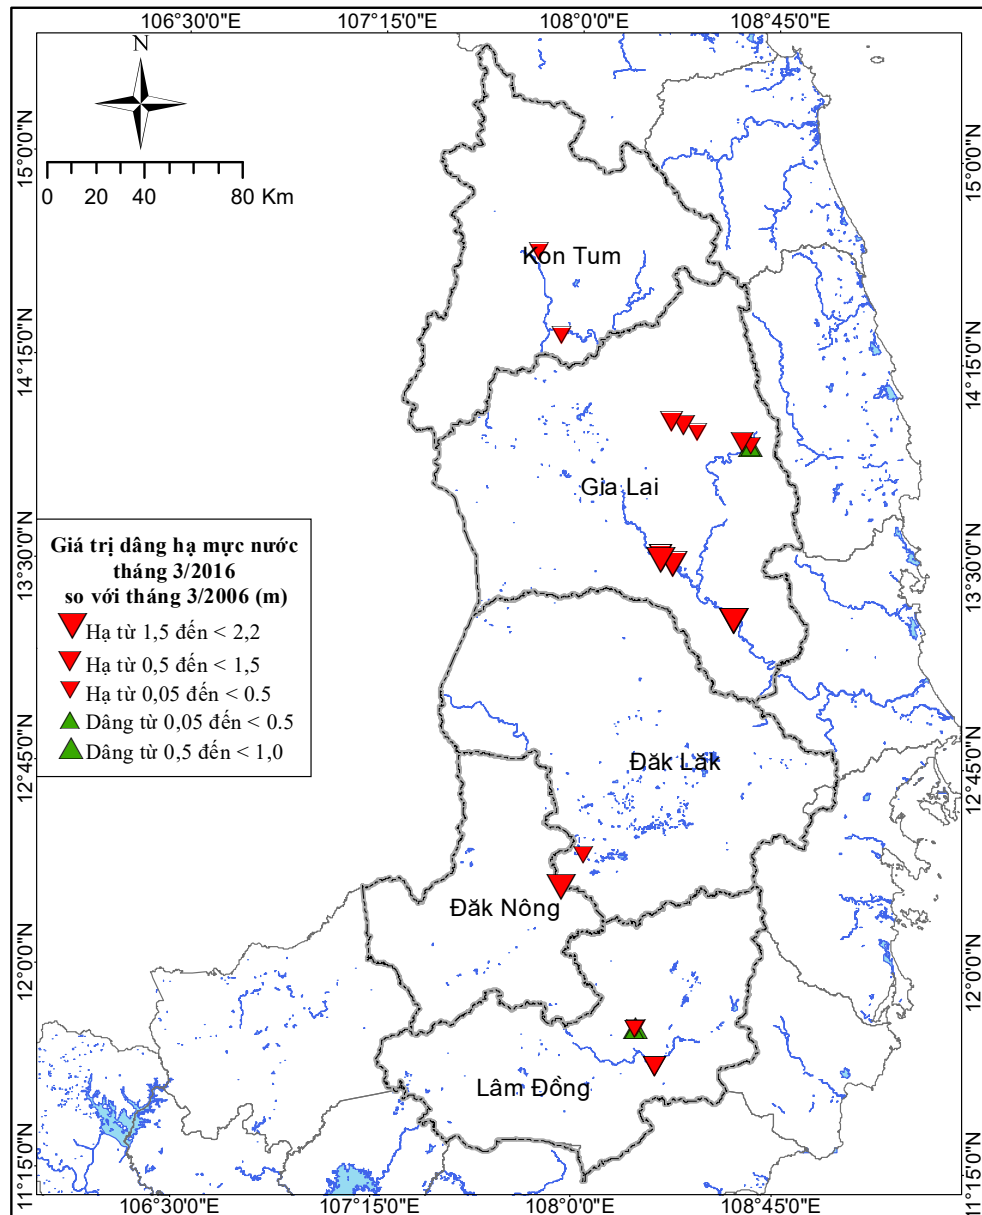 106°30'0"E 107°15'0"E 108°0'0"E 108°45'0"E
N
0 20 40 80 Km
15°0'0"N
15°0'0"N
Kon Tum
14°15'0"N
14°15'0"N
Gia Lai
13°30'0"N
13°30'0"N
Giá trị dâng hạ mực nước
tháng 3/2016
so với tháng 3/2006 (m)
Hạ từ 1,5 đến < 2,2
Hạ từ 0,5 đến < 1,5
Hạ từ 0,05 đến < 0.5
Dâng từ 0,05 đến < 0.5
Dâng từ 0,5 đến < 1,0
12°45'0"N
12°45'0"N
Đăk Lăk
Đăk Nông
12°0'0"N
12°0'0"N
Lâm Đồng
11°15'0"N
11°15'0"N
106°30'0"E 107°15'0"E 108°0'0"E 108°45'0"E